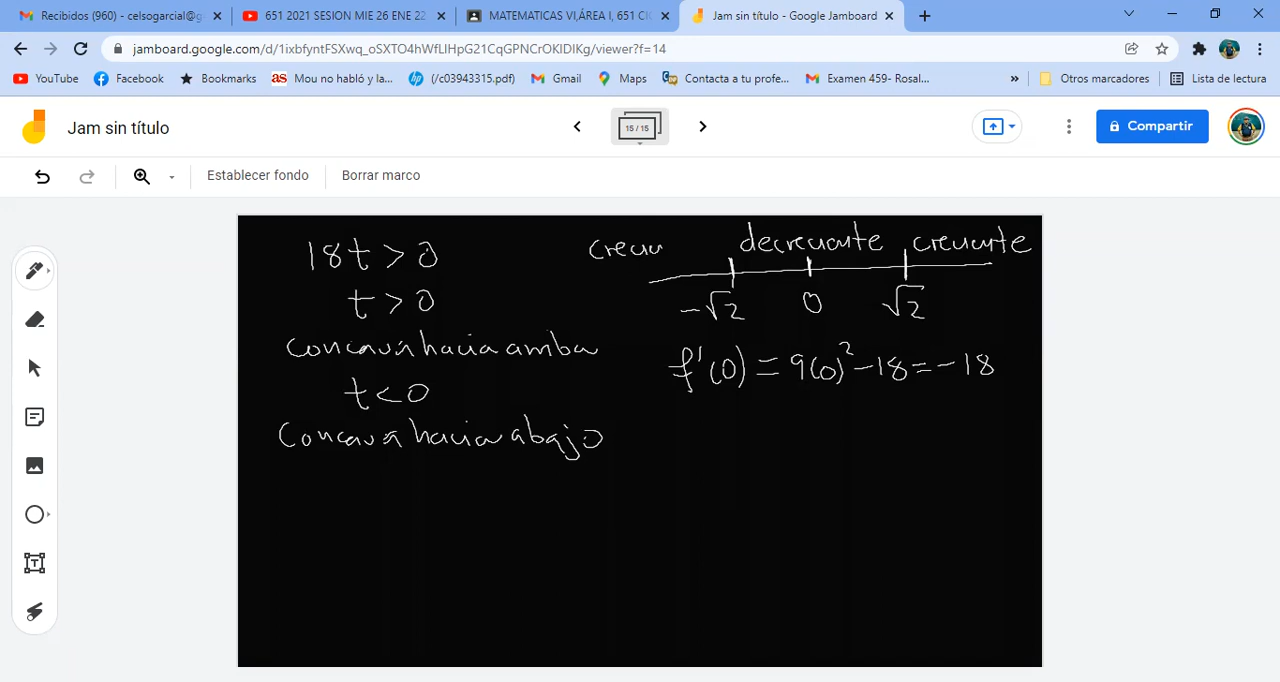 Recibidos (960) - celsogarcial@g
651 2021 SESION MIE 26 ENE 22
MATEMATICAS VI,ÁREA I, 651 CI
Jam sin título - Google Jamboard
jamboard.google.com/d/1ixbfyntFSXwq_oSXTO4hWfLIHpG21CqGPNCrOKIDIKg/viewer?f=14
YouTube
Facebook
Bookmarks
as Mou no habló y la...
(/c03943315.pdf)
Gmail
Maps
Contacta a tu profe...
Examen 459- Rosal...
»
Otros marcadores
Lista de lectura
Jam sin título
15 / 15
Compartir
Establecer fondo
Borrar marco
18t > 0
t > 0
concava hacia arriba
t < 0
Concava hacia abajo
decreciente creciente
-√2 0 √2
f'(0) = 9(0)² - 18 = -18